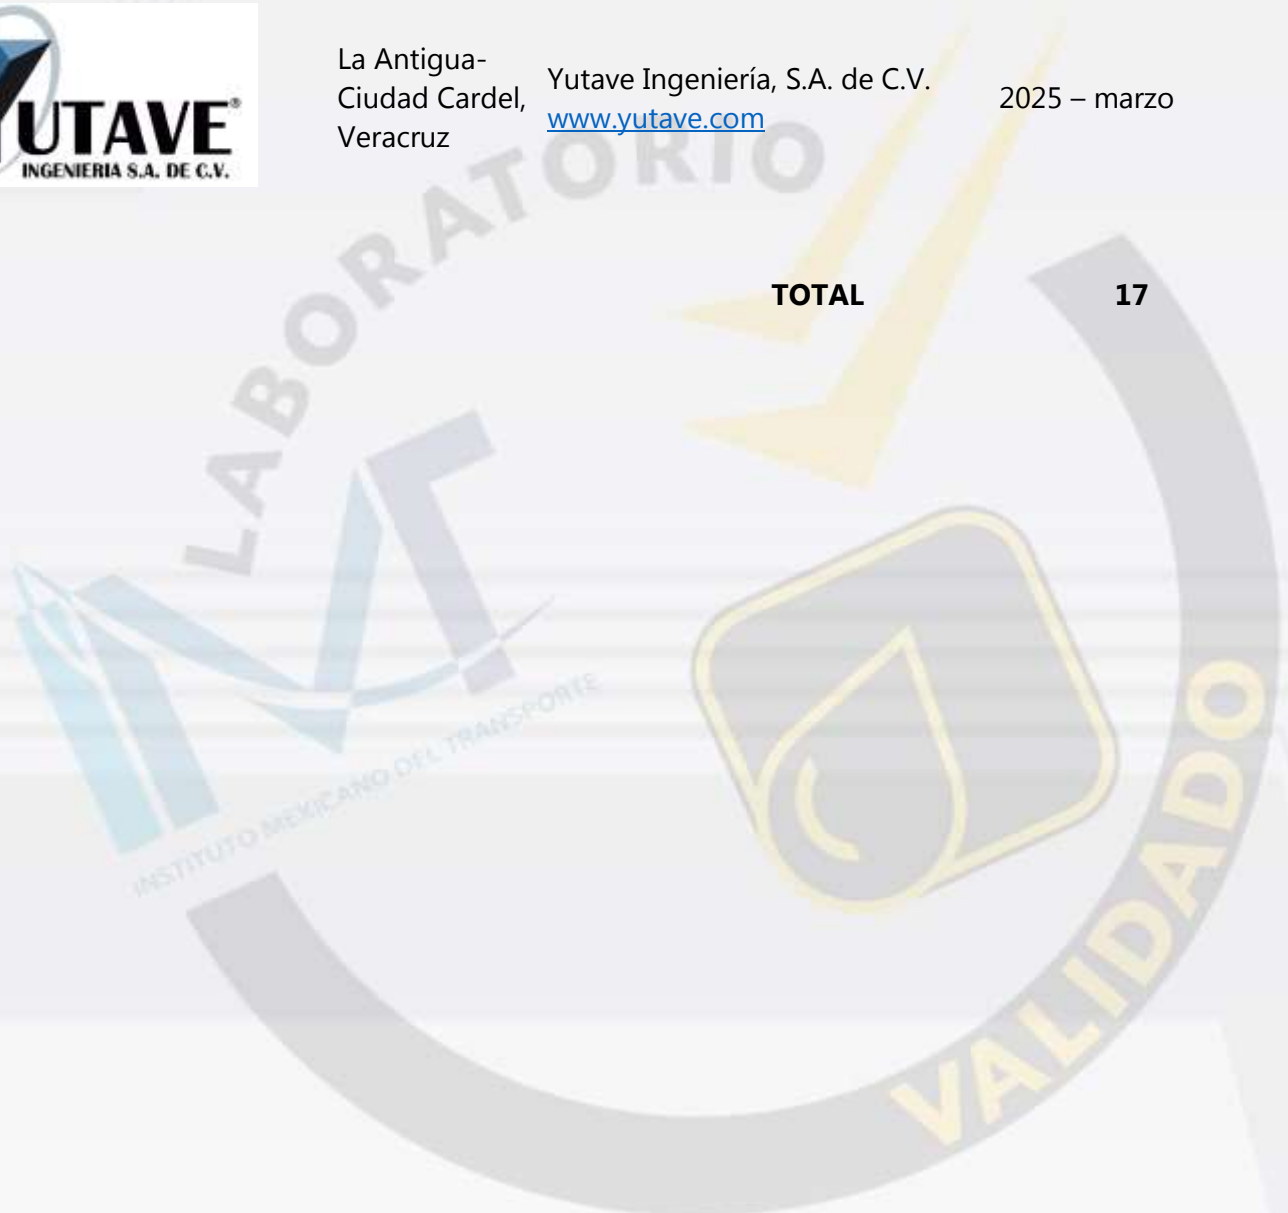 YUTAVE®
INGENIERIA S.A. DE C.V.
La Antigua-
Ciudad Cardel,
Veracruz
Yutave Ingeniería, S.A. de C.V.
www.yutave.com
2025 – marzo
TOTAL 17
LABORATORIO
INSTITUTO MEXICANO DEL TRANSPORTE
VALIDADO